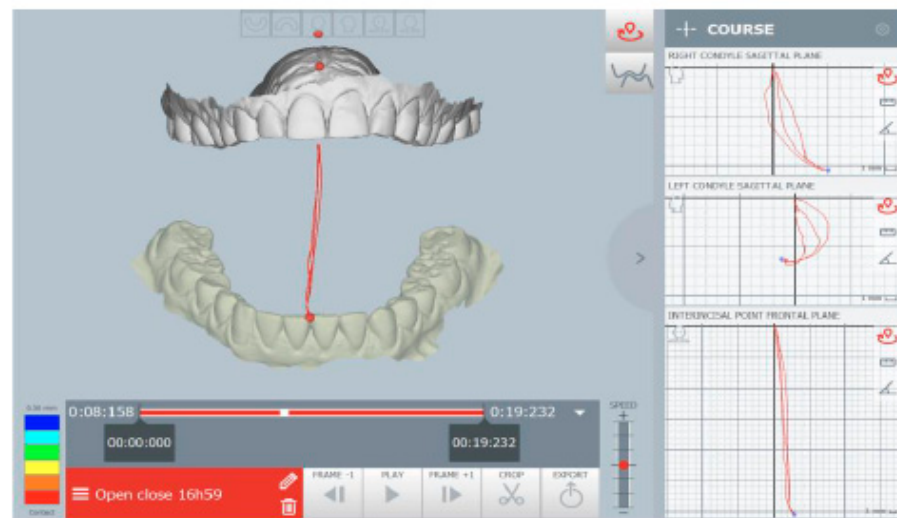 COURSE
RIGHT CONDYLE SAGITTAL PLANE
LEFT CONDYLE SAGITTAL PLANE
INTERINCISAL POINT FRONTAL PLANE
0:08:158
0:19:232
SPEED
00:00:000
00:19:232
FRAME -1
PLAY
FRAME +1
CROP
EXPORT
Open close 16h59
Contact